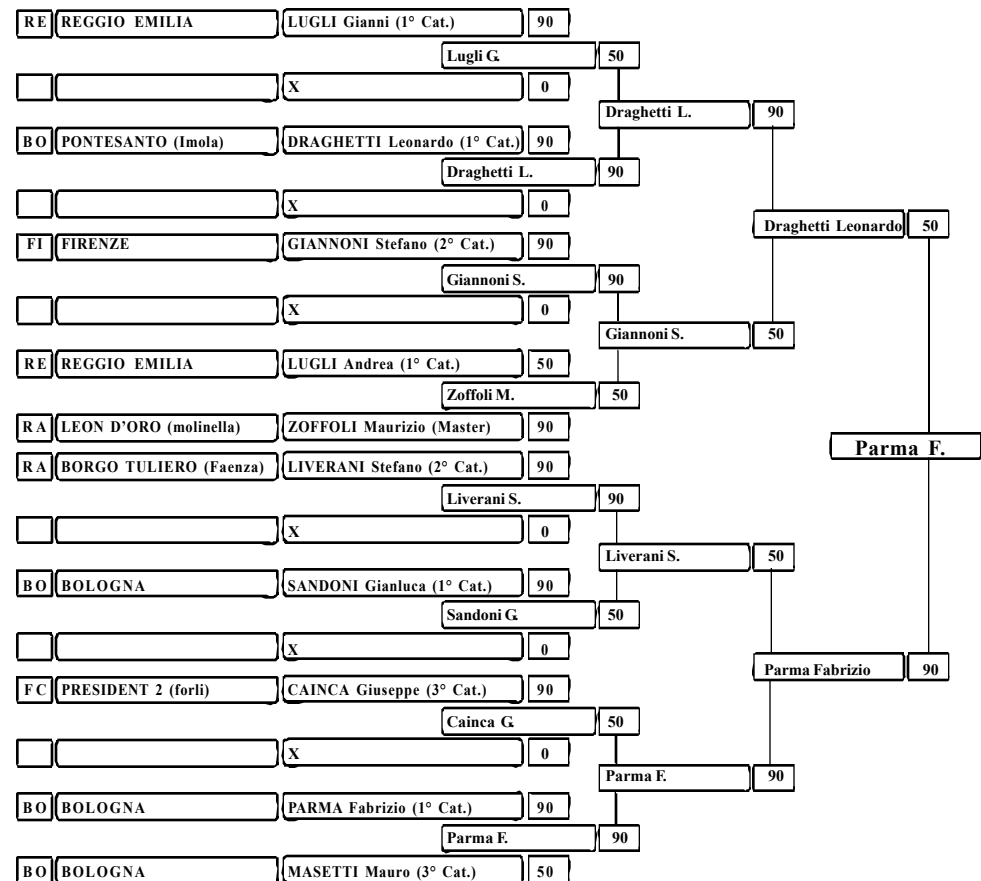 RE REGGIO EMILIA LUGLI Gianni (1° Cat.) 90
Lugli G. 50
X 0
Draghetti L. 90
BO PONTESANTO (Imola) DRAGHETTI Leonardo (1° Cat.) 90
Draghetti L. 90
X 0
Draghetti Leonardo 50
FI FIRENZE GIANNONI Stefano (2° Cat.) 90
Giannoni S. 90
X 0
Giannoni S. 50
RE REGGIO EMILIA LUGLI Andrea (1° Cat.) 50
Zoffoli M. 50
RA LEON D’ORO (molinella) ZOFFOLI Maurizio (Master) 90
Parma F.
RA BORGO TULIERO (Faenza) LIVERANI Stefano (2° Cat.) 90
Liverani S. 90
X 0
Liverani S. 50
BO BOLOGNA SANDONI Gianluca (1° Cat.) 90
Sandoni G. 50
X 0
Parma Fabrizio 90
FC PRESIDENT 2 (forli) CAINCA Giuseppe (3° Cat.) 90
Cainca G. 50
X 0
Parma F. 90
BO BOLOGNA PARMA Fabrizio (1° Cat.) 90
Parma F. 90
BO BOLOGNA MASETTI Mauro (3° Cat.) 50